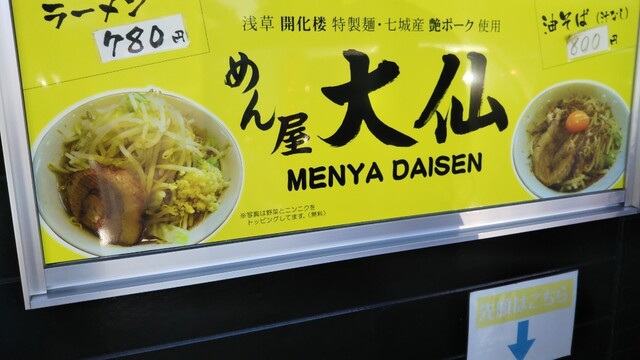 ラーメン
780円
浅草 開化楼 特製麺・七城産 艶ポーク 使用
油そば(汁なし)
800円
めん屋 大仙
MENYA DAISEN
※写真は野菜とニンニクを
トッピングしてます。(無料)